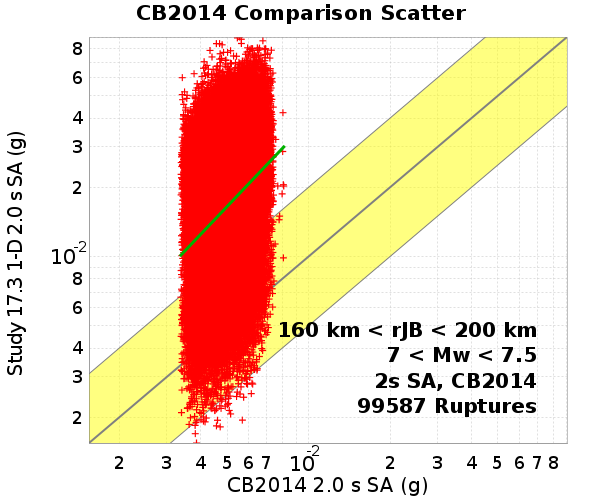 CB2014 Comparison Scatter
8
6
4
3
2
10-2
8
6
4
3
2
Study 17.3 1-D 2.0 s SA (g)
160 km < rJB < 200 km
7 < Mw < 7.5
2s SA, CB2014
99587 Ruptures
2 3 4 5 6 7 10-2 2 3 4 5 6 7 8
CB2014 2.0 s SA (g)